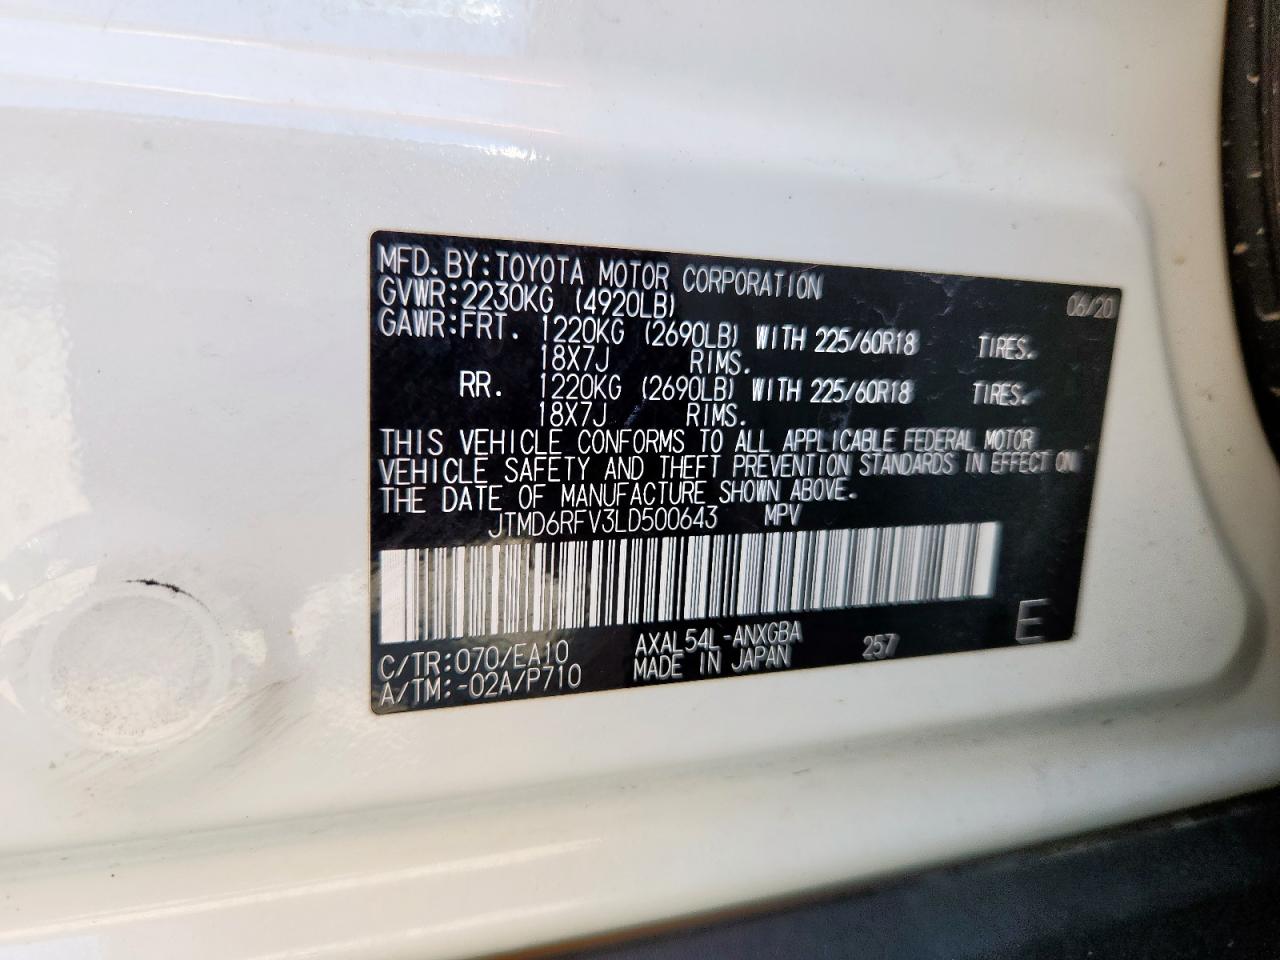 MFD. BY: TOYOTA MOTOR CORPORATION 06/20
GVWR: 2230KG (4920LB)
GAWR: FRT. 1220KG (2690LB) WITH 225/60R18 TIRES.
18X7J RIMS.
RR. 1220KG (2690LB) WITH 225/60R18 TIRES.
18X7J RIMS.
THIS VEHICLE CONFORMS TO ALL APPLICABLE FEDERAL MOTOR
VEHICLE SAFETY AND THEFT PREVENTION STANDARDS IN EFFECT ON
THE DATE OF MANUFACTURE SHOWN ABOVE.
JTMD6RFV3LD500643 MPV
C/TR: 070/EA10 AXAL54L-ANXGBA 257 E
A/TM: -02A/P710 MADE IN JAPAN